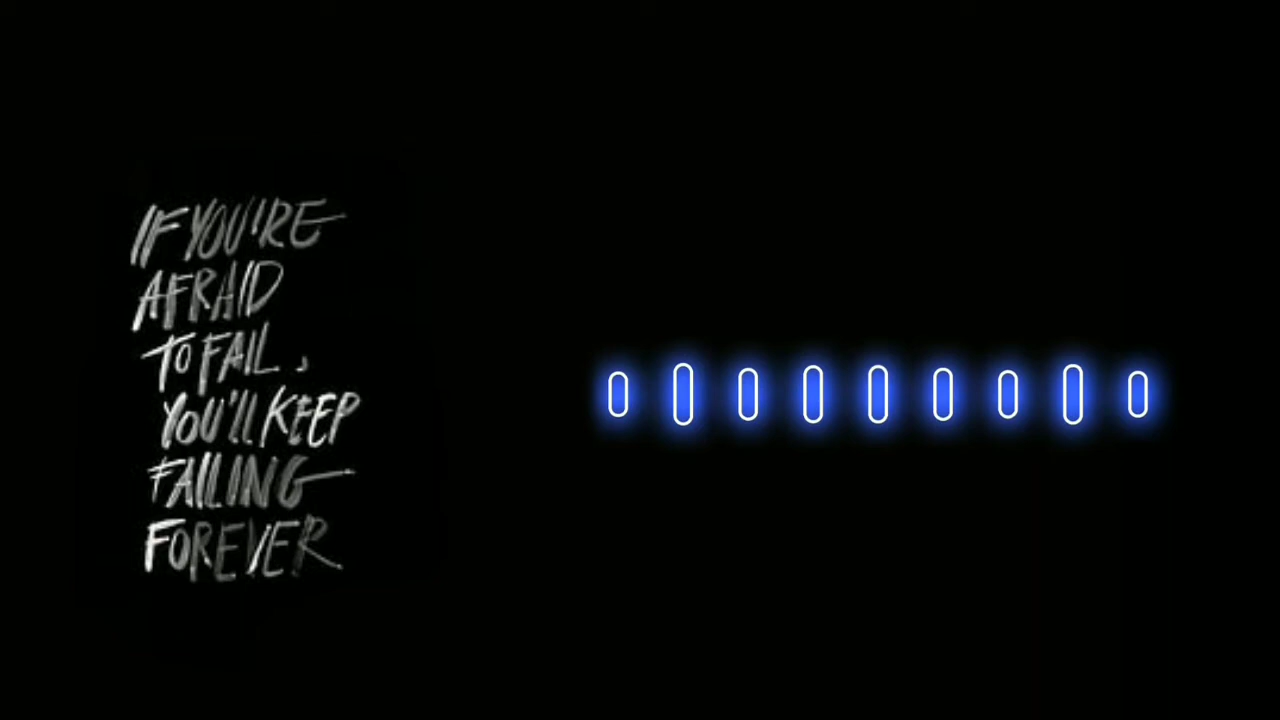 IF YOU'RE
AFRAID
TO FAIL,
YOU'LL KEEP
FAILING
FOREVER